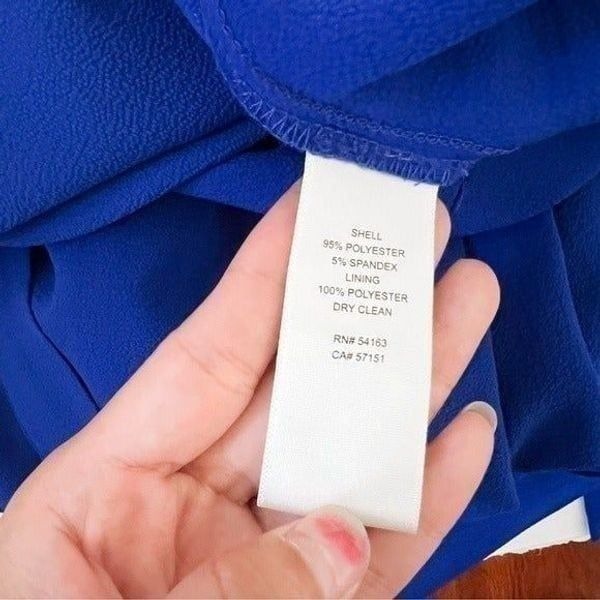 SHELL
95% POLYESTER
5% SPANDEX
LINING
100% POLYESTER
DRY CLEAN
RN# 54163
CA# 57151